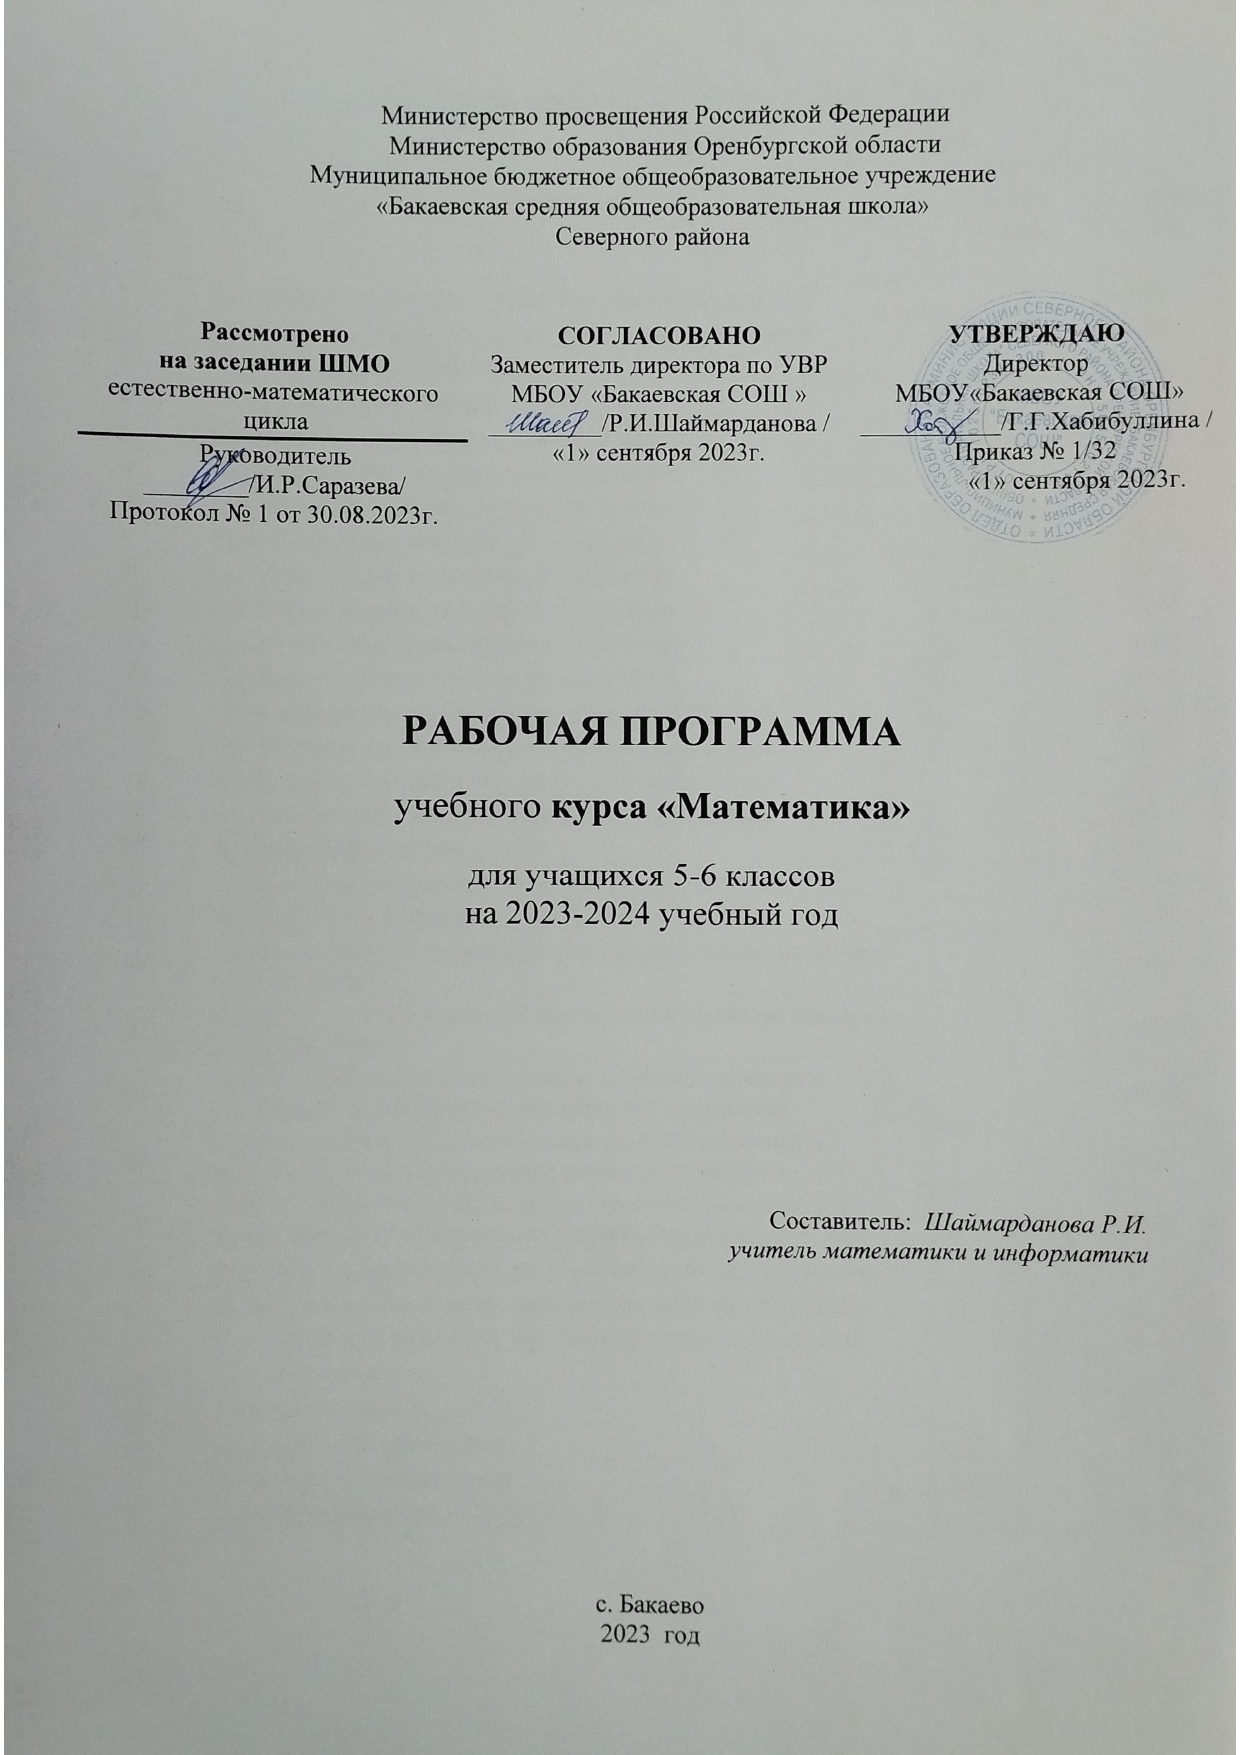 Министерство просвещения Российской Федерации
Министерство образования Оренбургской области
Муниципальное бюджетное общеобразовательное учреждение
«Бакаевская средняя общеобразовательная школа»
Северного района
Рассмотрено
на заседании ШМО
естественно-математического
цикла
Руководитель
/И.Р.Саразева/
Протокол № 1 от 30.08.2023г.
СОГЛАСОВАНО
Заместитель директора по УВР
МБОУ «Бакаевская СОШ »
/Р.И.Шаймарданова /
«1» сентября 2023г.
УТВЕРЖДАЮ
Директор
МБОУ«Бакаевская СОШ»
/Г.Г.Хабибуллина /
Приказ № 1/32
«1» сентября 2023г.
РАБОЧАЯ ПРОГРАММА
учебного курса «Математика»
для учащихся 5-6 классов
на 2023-2024 учебный год
Составитель: Шаймарданова Р.И.
учитель математики и информатики
с. Бакаево
2023 год